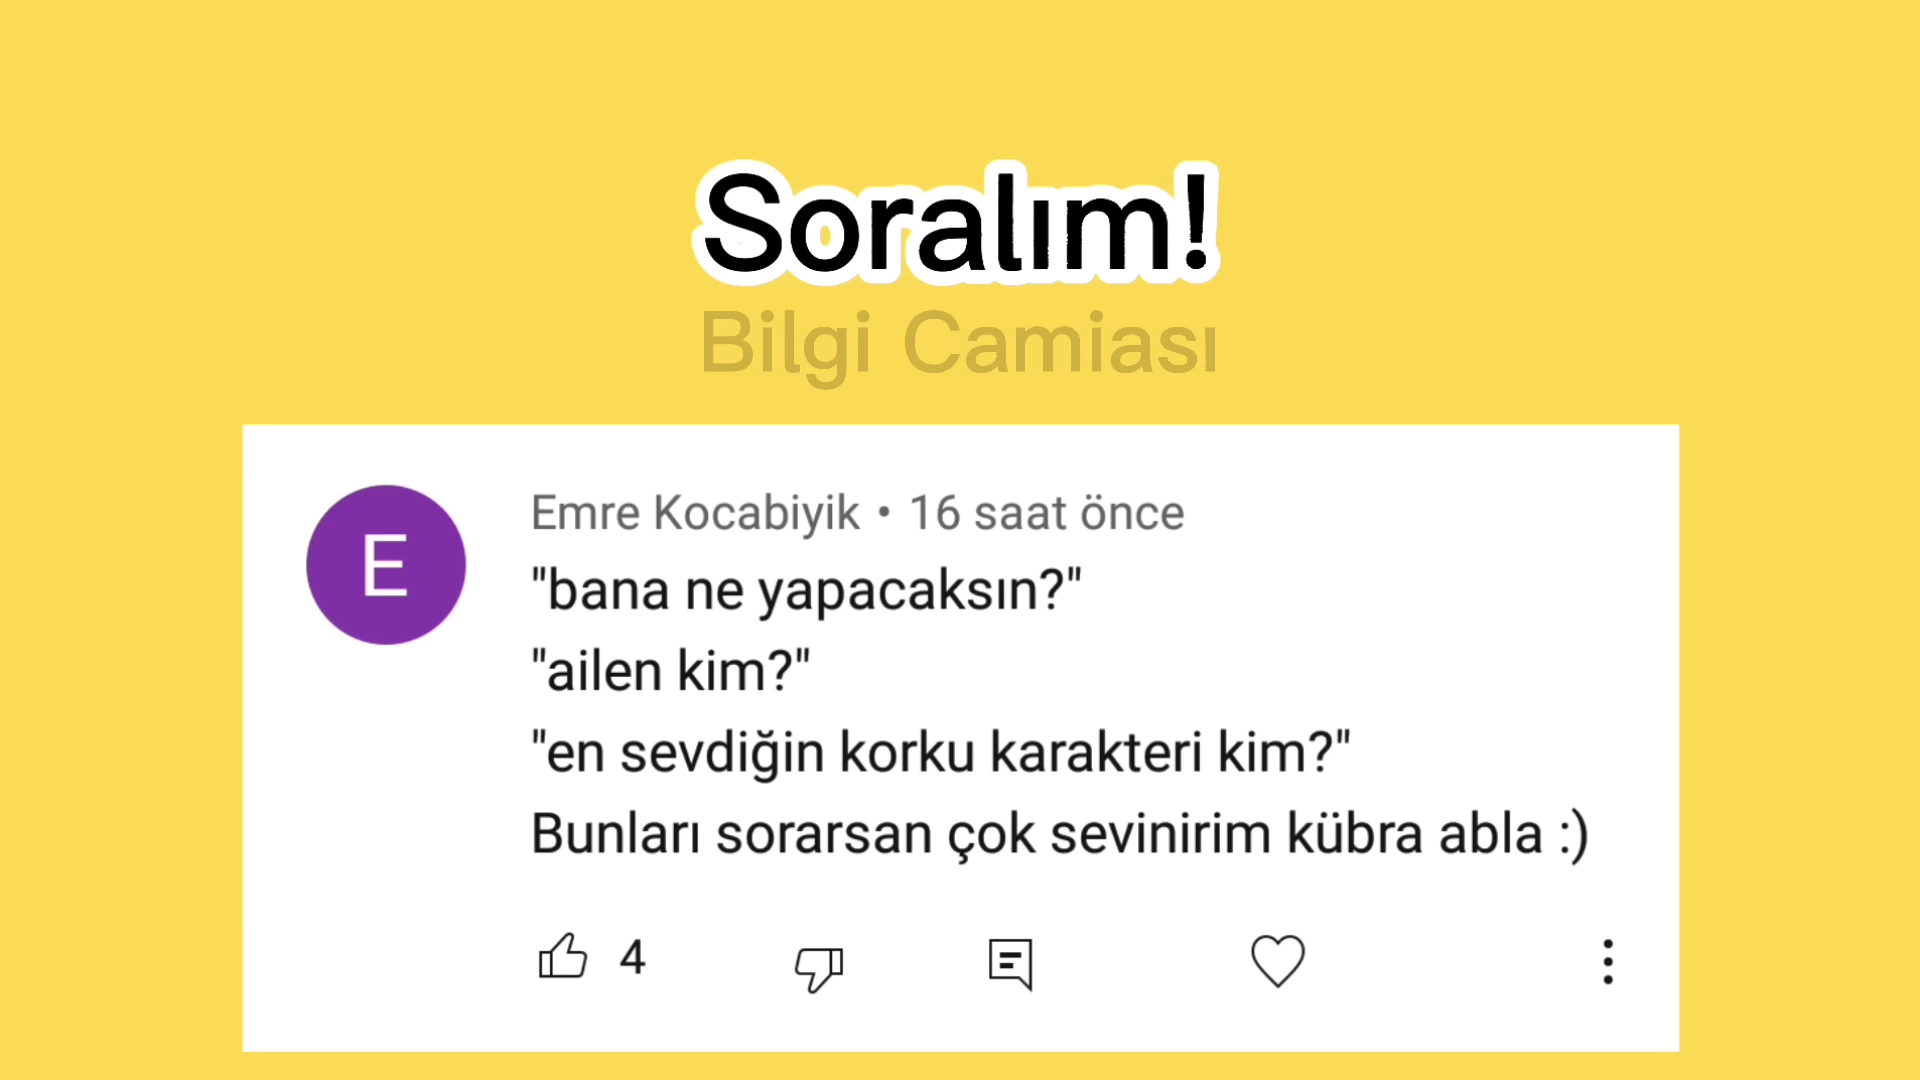 Soralım!
Bilgi Camiası
E
Emre Kocabiyik • 16 saat önce
"bana ne yapacaksın?"
"ailen kim?"
"en sevdiğin korku karakteri kim?"
Bunları sorarsan çok sevinirim kübra abla :)
4